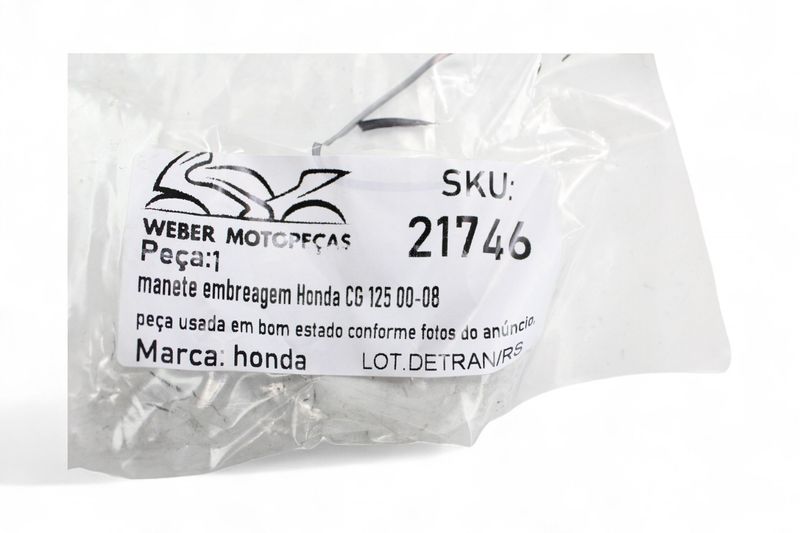 SKU:
21746
WEBER MOTOPEÇAS
Peça:1
manete embreagem Honda CG 125 00-08
peça usada em bom estado conforme fotos do anúncio.
Marca: honda LOT.DETRAN/RS